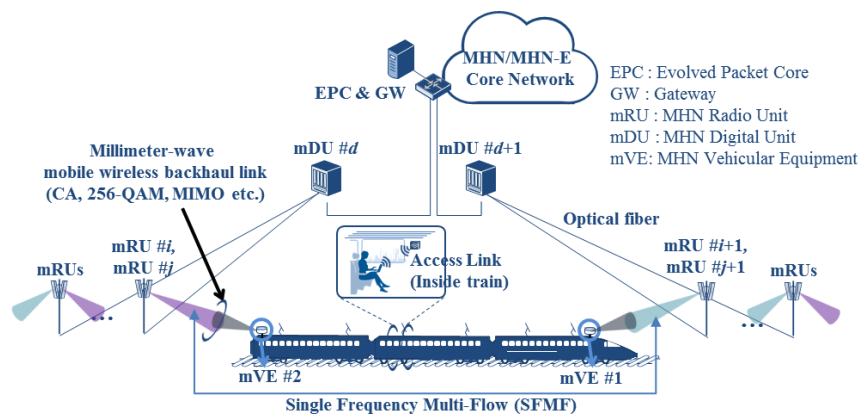 MHN/MHN-E
Core Network
EPC & GW
EPC : Evolved Packet Core
GW : Gateway
mRU : MHN Radio Unit
mDU : MHN Digital Unit
mVE: MHN Vehicular Equipment
Millimeter-wave
mobile wireless backhaul link
(CA, 256-QAM, MIMO etc.)
mDU #d
mDU #d+1
Optical fiber
Access Link
(Inside train)
mRUs
mRU #i,
mRU #j
mRU #i+1,
mRU #j+1
mRUs
...
...
mVE #2
mVE #1
Single Frequency Multi-Flow (SFMF)